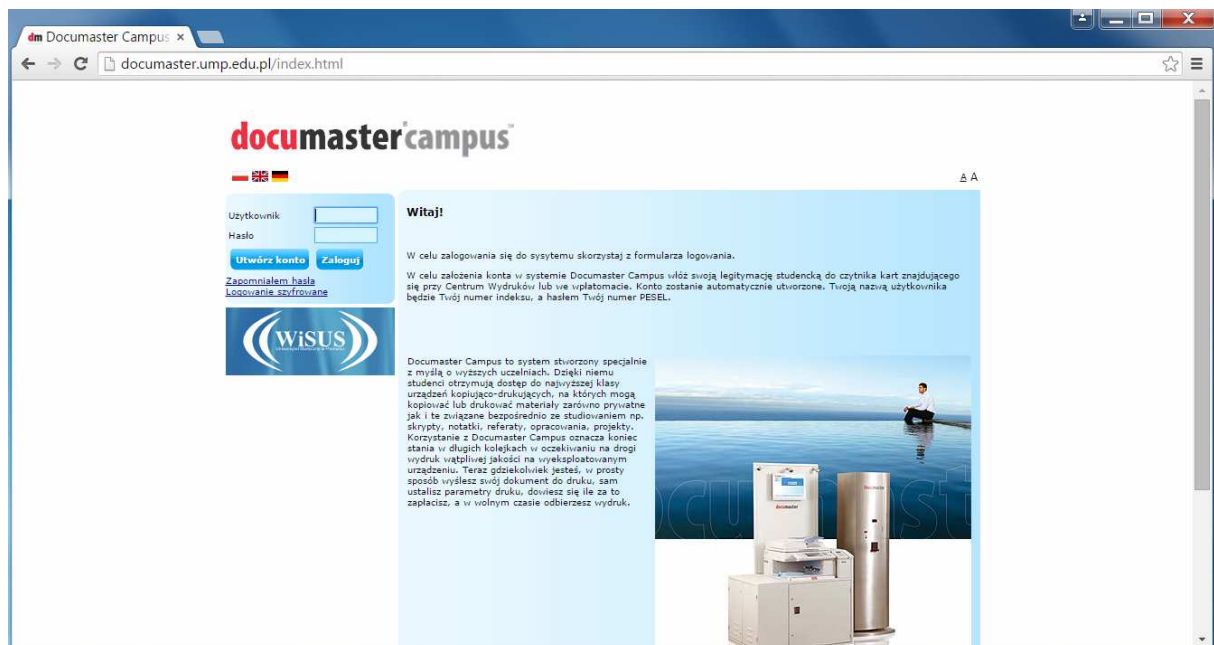 dm Documaster Campus
documaster.ump.edu.pl/index.html
documaster campus™
A A
Użytkownik
Hasło
Utwórz konto Zaloguj
Zapomniałem hasła
Logowanie szyfrowane
WiSUS
Witaj!
W celu zalogowania się do sysytemu skorzystaj z formularza logowania.
W celu założenia konta w systemie Documaster Campus włóż swoją legitymację studencką do czytnika kart znajdującego
się przy Centrum Wydruków lub we wpłatomacie. Konto zostanie automatycznie utworzone. Twoją nazwą użytkownika
będzie Twój numer indeksu, a hasłem Twój numer PESEL.
Documaster Campus to system stworzony specjalnie
z myślą o wyższych uczelniach. Dzięki niemu
studenci otrzymują dostęp do najwyższej klasy
urządzeń kopiująco-drukujących, na których mogą
kopiować lub drukować materiały zarówno prywatne
jak i te związane bezpośrednio ze studiowaniem np.
skrypty, notatki, referaty, opracowania, projekty.
Korzystanie z Documaster Campus oznacza koniec
stania w długich kolejkach w oczekiwaniu na drogi
wydruk wątpliwej jakości na wyeksploatowanym
urządzeniu. Teraz gdziekolwiek jesteś, w prosty
sposób wyślesz swój dokument do druku, sam
ustalisz parametry druku, dowiesz się ile za to
zapłacisz, a w wolnym czasie odbierzesz wydruk.
documaster